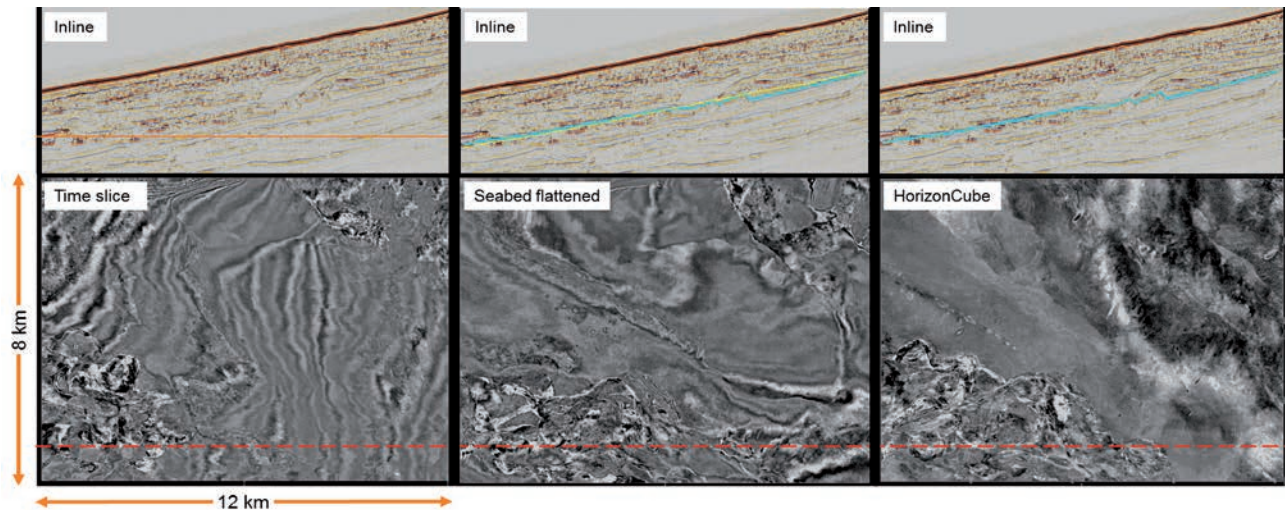 Inline
Inline
Inline
Time slice
Seabed flattened
HorizonCube
8 km
12 km